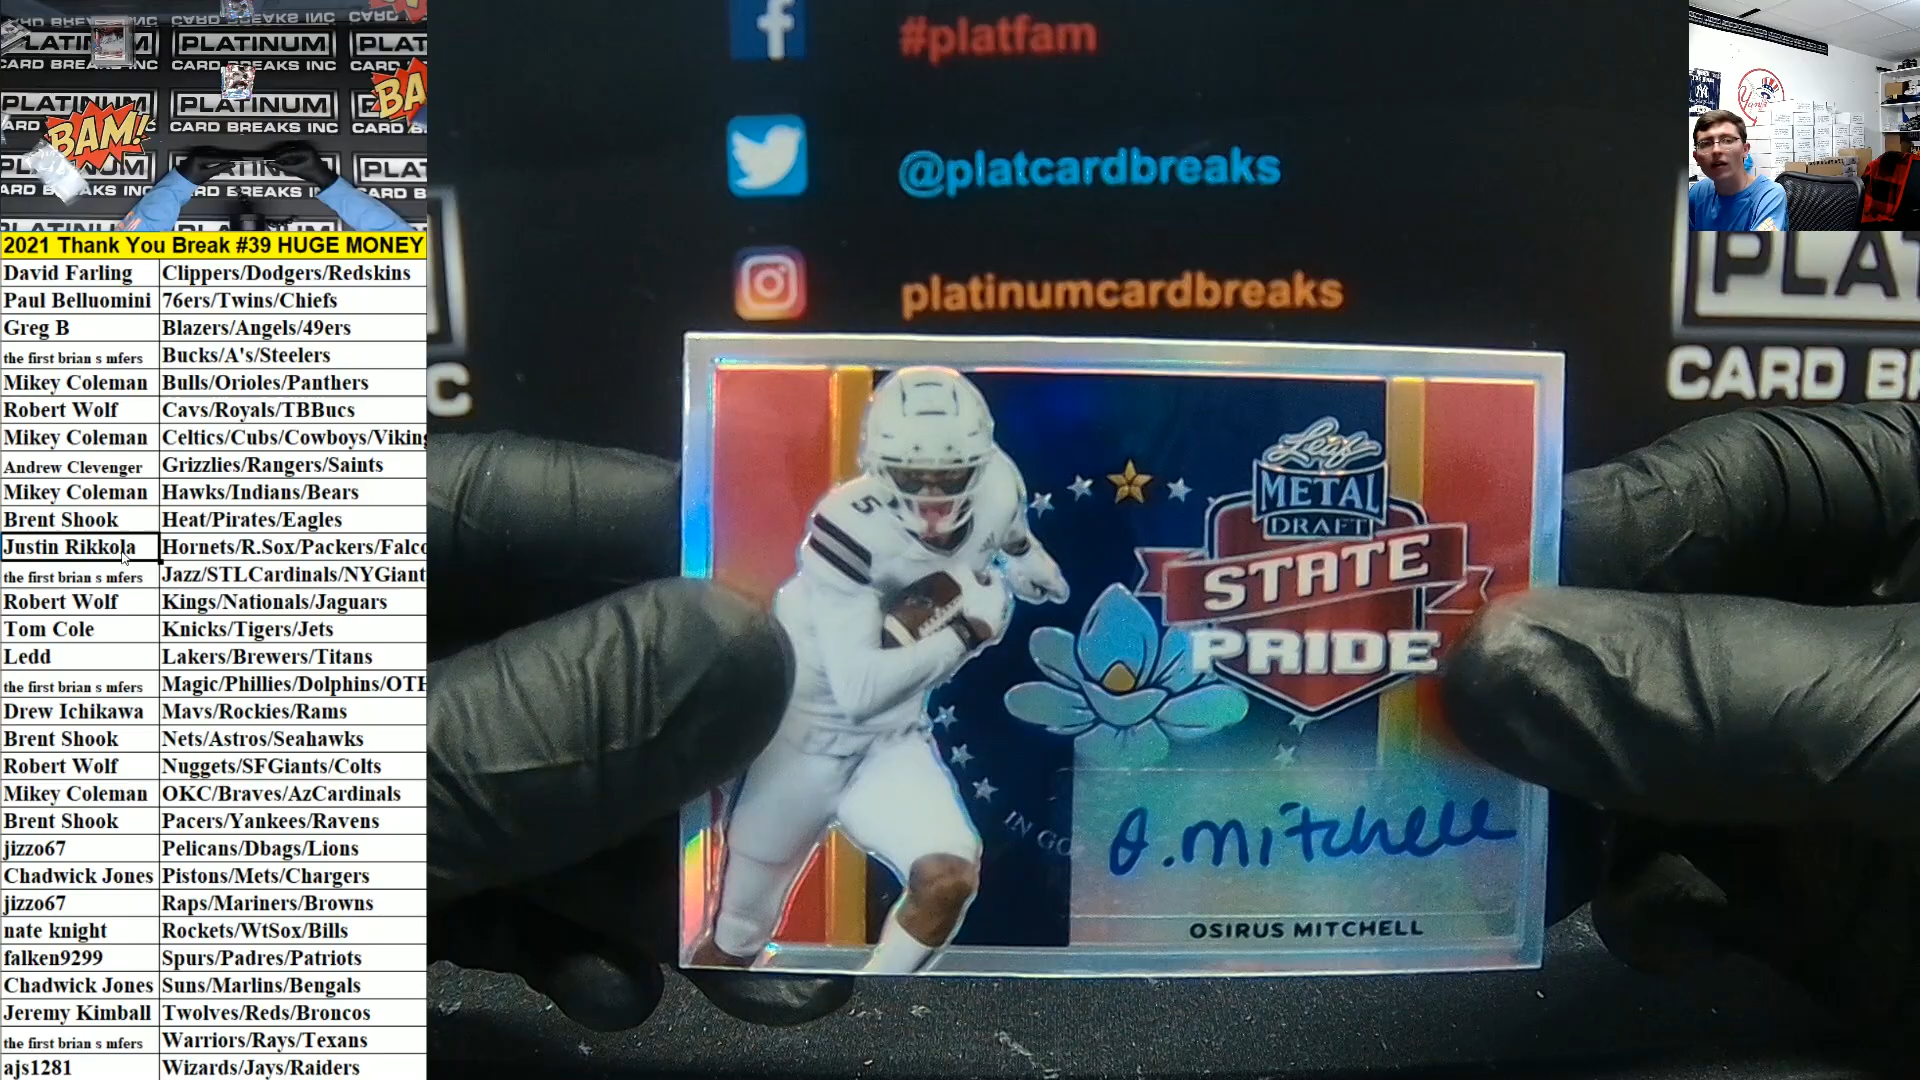 PLATINUM
CARD BREAKS INC
BAM!
2021 Thank You Break #39 HUGE MONEY
David Farling Clippers/Dodgers/Redskins
Paul Belluomini 76ers/Twins/Chiefs
Greg B Blazers/Angels/49ers
the first brian s mfers Bucks/A's/Steelers
Mikey Coleman Bulls/Orioles/Panthers
Robert Wolf Cavs/Royals/TBBucs
Mikey Coleman Celtics/Cubs/Cowboys/Viking
Andrew Clevenger Grizzlies/Rangers/Saints
Mikey Coleman Hawks/Indians/Bears
Brent Shook Heat/Pirates/Eagles
Justin Rikkola Hornets/R.Sox/Packers/Falco
the first brian s mfers Jazz/STLCardinals/NYGiant
Robert Wolf Kings/Nationals/Jaguars
Tom Cole Knicks/Tigers/Jets
Ledd Lakers/Brewers/Titans
the first brian s mfers Magic/Phillies/Dolphins/OTH
Drew Ichikawa Mavs/Rockies/Rams
Brent Shook Nets/Astros/Seahawks
Robert Wolf Nuggets/SFGiants/Colts
Mikey Coleman OKC/Braves/AzCardinals
Brent Shook Pacers/Yankees/Ravens
jizzo67 Pelicans/Dbags/Lions
Chadwick Jones Pistons/Mets/Chargers
jizzo67 Raps/Mariners/Browns
nate knight Rockets/WtSox/Bills
falken9299 Spurs/Padres/Patriots
Chadwick Jones Suns/Marlins/Bengals
Jeremy Kimball Twolves/Reds/Broncos
the first brian s mfers Warriors/Rays/Texans
ajs1281 Wizards/Jays/Raiders
#platfam
@platcardbreaks
platinumcardbreaks
PLA
CARD B
C
5
Leaf
METAL
DRAFT
STATE
PRIDE
IN GO
O. Mitchell
OSIRUS MITCHELL